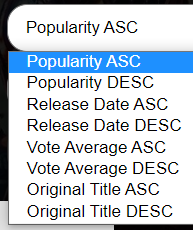 Popularity ASC
Popularity ASC
Popularity DESC
Release Date ASC
Release Date DESC
Vote Average ASC
Vote Average DESC
Original Title ASC
Original Title DESC